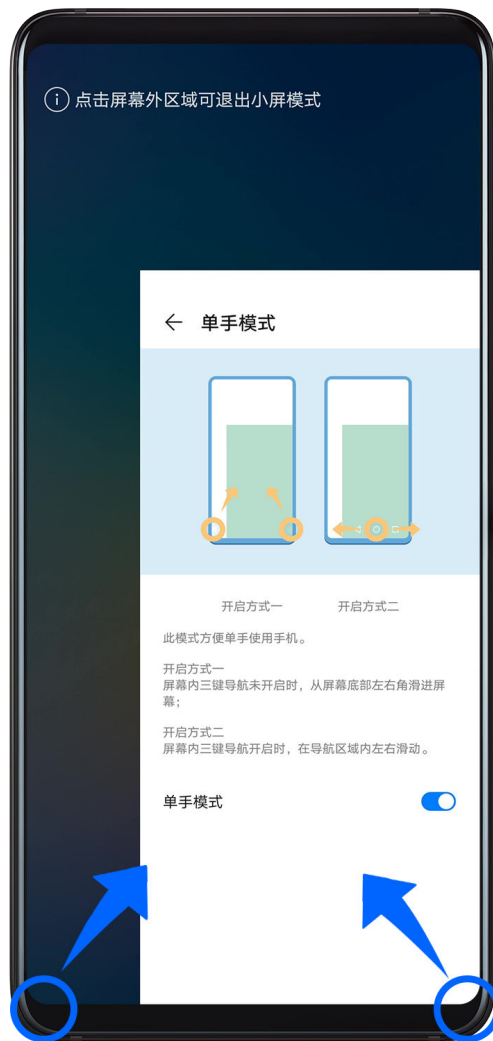 点击屏幕外区域可退出小屏模式
单手模式
开启方式一
开启方式二
此模式方便单手使用手机。
开启方式一
屏幕内三键导航未开启时，从屏幕底部左右角滑进屏
幕；
开启方式二
屏幕内三键导航开启时，在导航区域内左右滑动。
单手模式